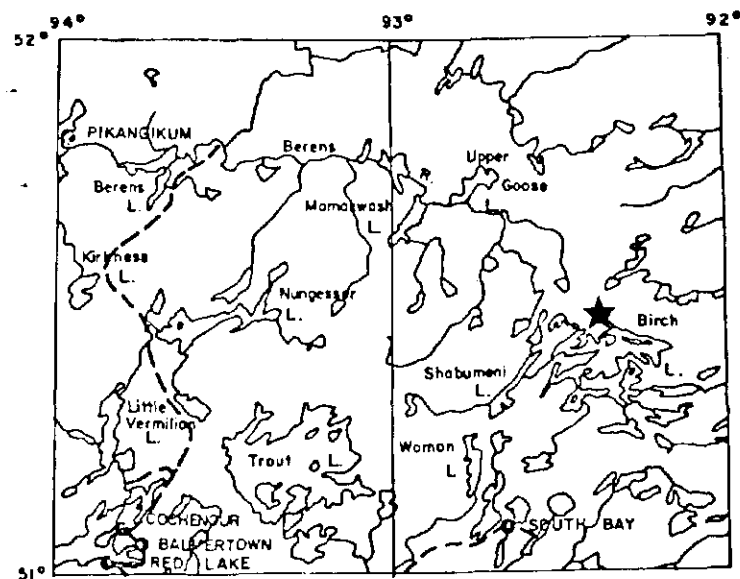 94° 93° 92°
52°
PIKANGIKUM
Berens
Upper
Goose
L.
R.
Berens
L.
Mamakwash
L.
Kirkness
L.
Nungesser
L.
Birch
L.
Shabumeni
L.
Little
Vermilion
L.
Trout L.
Woman
L
COCHENOUR
SOUTH BAY
BALMERTOWN
RED LAKE
51°